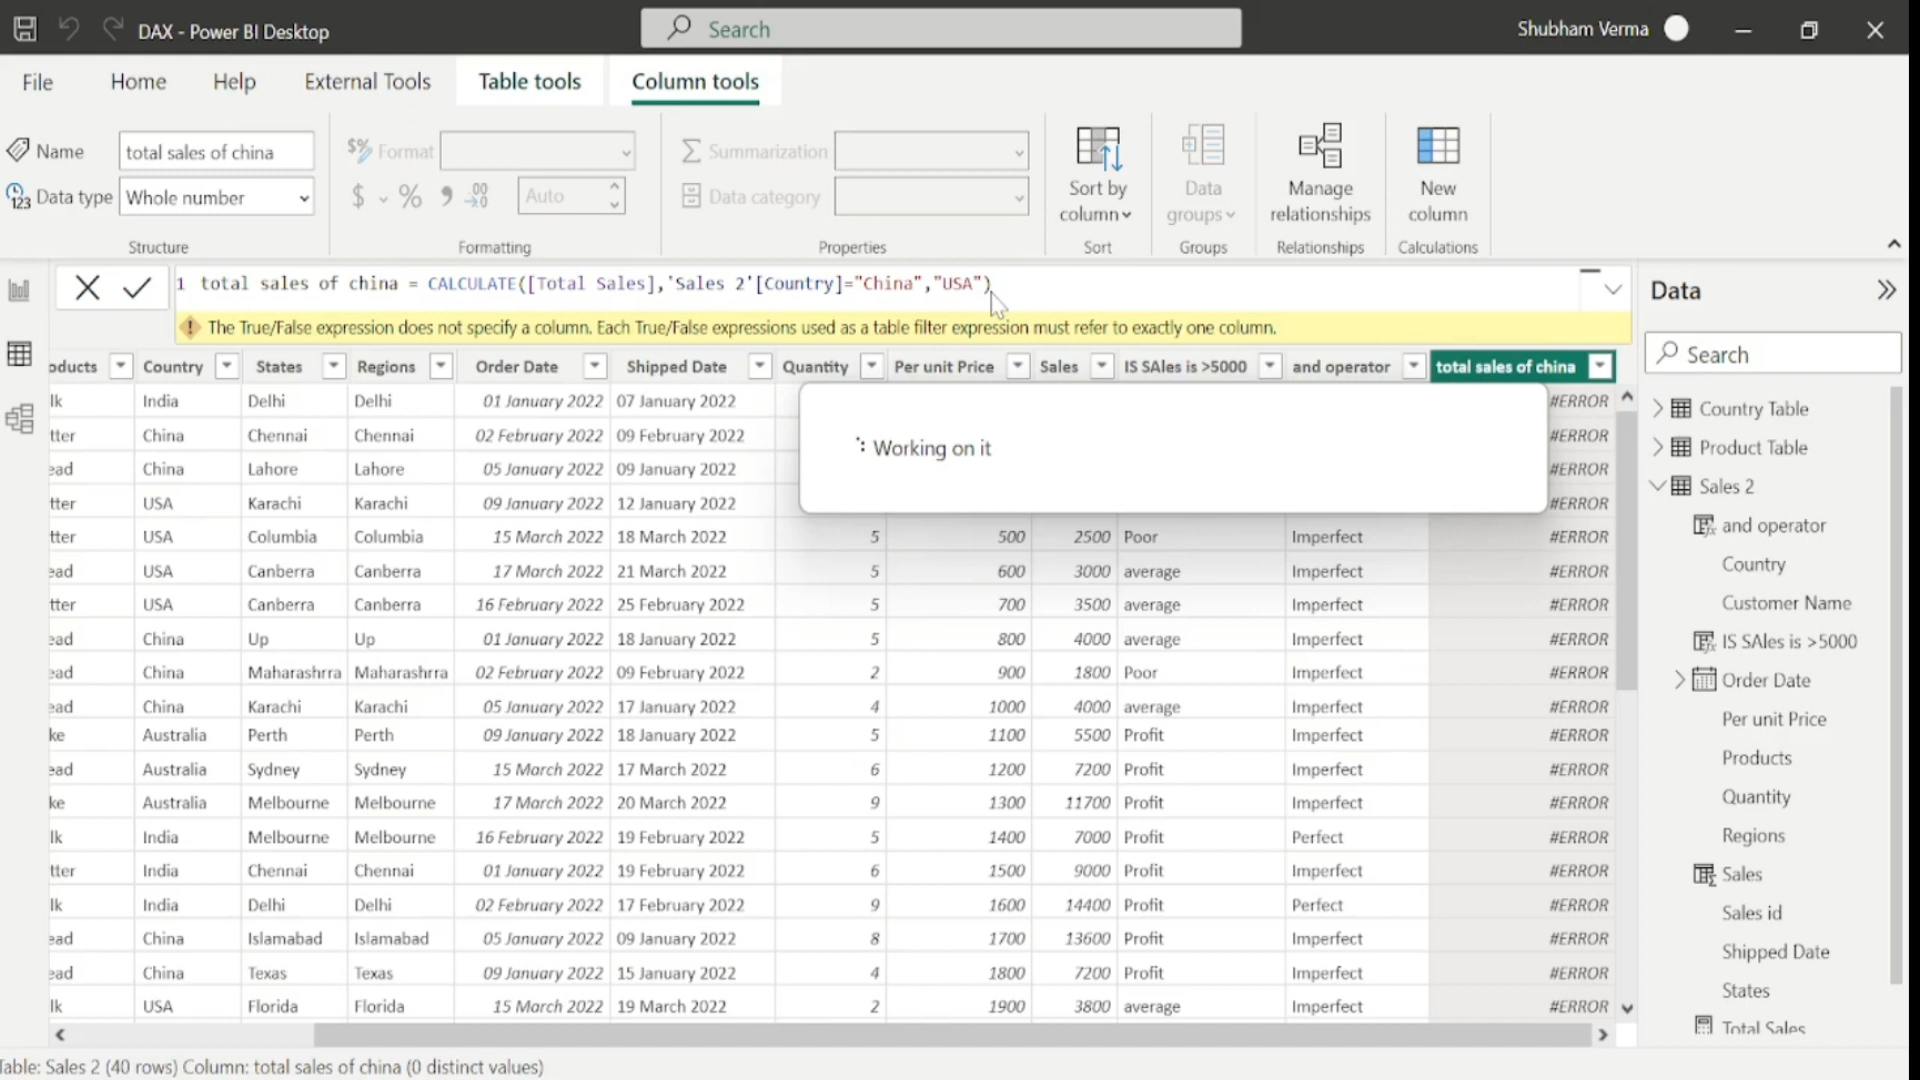 DAX - Power BI Desktop
Search
Shubham Verma
File Home Help External Tools Table tools Column tools
Name total sales of china
Data type Whole number
Structure
$% Format
$ % 9 .00 Auto
Formatting
Summarization
Data category
Properties
Sort by column
Sort
Data groups
Groups
Manage relationships
Relationships
New column
Calculations
1 total sales of china = CALCULATE([Total Sales],'Sales 2'[Country]="China","USA")
The True/False expression does not specify a column. Each True/False expressions used as a table filter expression must refer to exactly one column.
oducts Country States Regions Order Date Shipped Date Quantity Per unit Price Sales IS SAles is >5000 and operator total sales of china
lk India Delhi Delhi 01 January 2022 07 January 2022 #ERROR
tter China Chennai Chennai 02 February 2022 09 February 2022 #ERROR
Working on it
ead China Lahore Lahore 05 January 2022 09 January 2022 #ERROR
tter USA Karachi Karachi 09 January 2022 12 January 2022 #ERROR
tter USA Columbia Columbia 15 March 2022 18 March 2022 5 500 2500 Poor Imperfect #ERROR
ead USA Canberra Canberra 17 March 2022 21 March 2022 5 600 3000 average Imperfect #ERROR
tter USA Canberra Canberra 16 February 2022 25 February 2022 5 700 3500 average Imperfect #ERROR
ead China Up Up 01 January 2022 18 January 2022 5 800 4000 average Imperfect #ERROR
ead China Maharashrra Maharashrra 02 February 2022 09 February 2022 2 900 1800 Poor Imperfect #ERROR
ead China Karachi Karachi 05 January 2022 17 January 2022 4 1000 4000 average Imperfect #ERROR
ke Australia Perth Perth 09 January 2022 18 January 2022 5 1100 5500 Profit Imperfect #ERROR
ead Australia Sydney Sydney 15 March 2022 17 March 2022 6 1200 7200 Profit Imperfect #ERROR
ke Australia Melbourne Melbourne 17 March 2022 20 March 2022 9 1300 11700 Profit Imperfect #ERROR
lk India Melbourne Melbourne 16 February 2022 19 February 2022 5 1400 7000 Profit Perfect #ERROR
tter India Chennai Chennai 01 January 2022 19 February 2022 6 1500 9000 Profit Imperfect #ERROR
lk India Delhi Delhi 02 February 2022 17 February 2022 9 1600 14400 Profit Perfect #ERROR
ead China Islamabad Islamabad 05 January 2022 09 January 2022 8 1700 13600 Profit Imperfect #ERROR
ead China Texas Texas 09 January 2022 15 January 2022 4 1800 7200 Profit Imperfect #ERROR
lk USA Florida Florida 15 March 2022 19 March 2022 2 1900 3800 average Imperfect #ERROR
Data
Search
Country Table
Product Table
Sales 2
and operator
Country
Customer Name
IS SAles is >5000
Order Date
Per unit Price
Products
Quantity
Regions
Sales
Sales id
Shipped Date
States
Total Sales
Table: Sales 2 (40 rows) Column: total sales of china (0 distinct values)